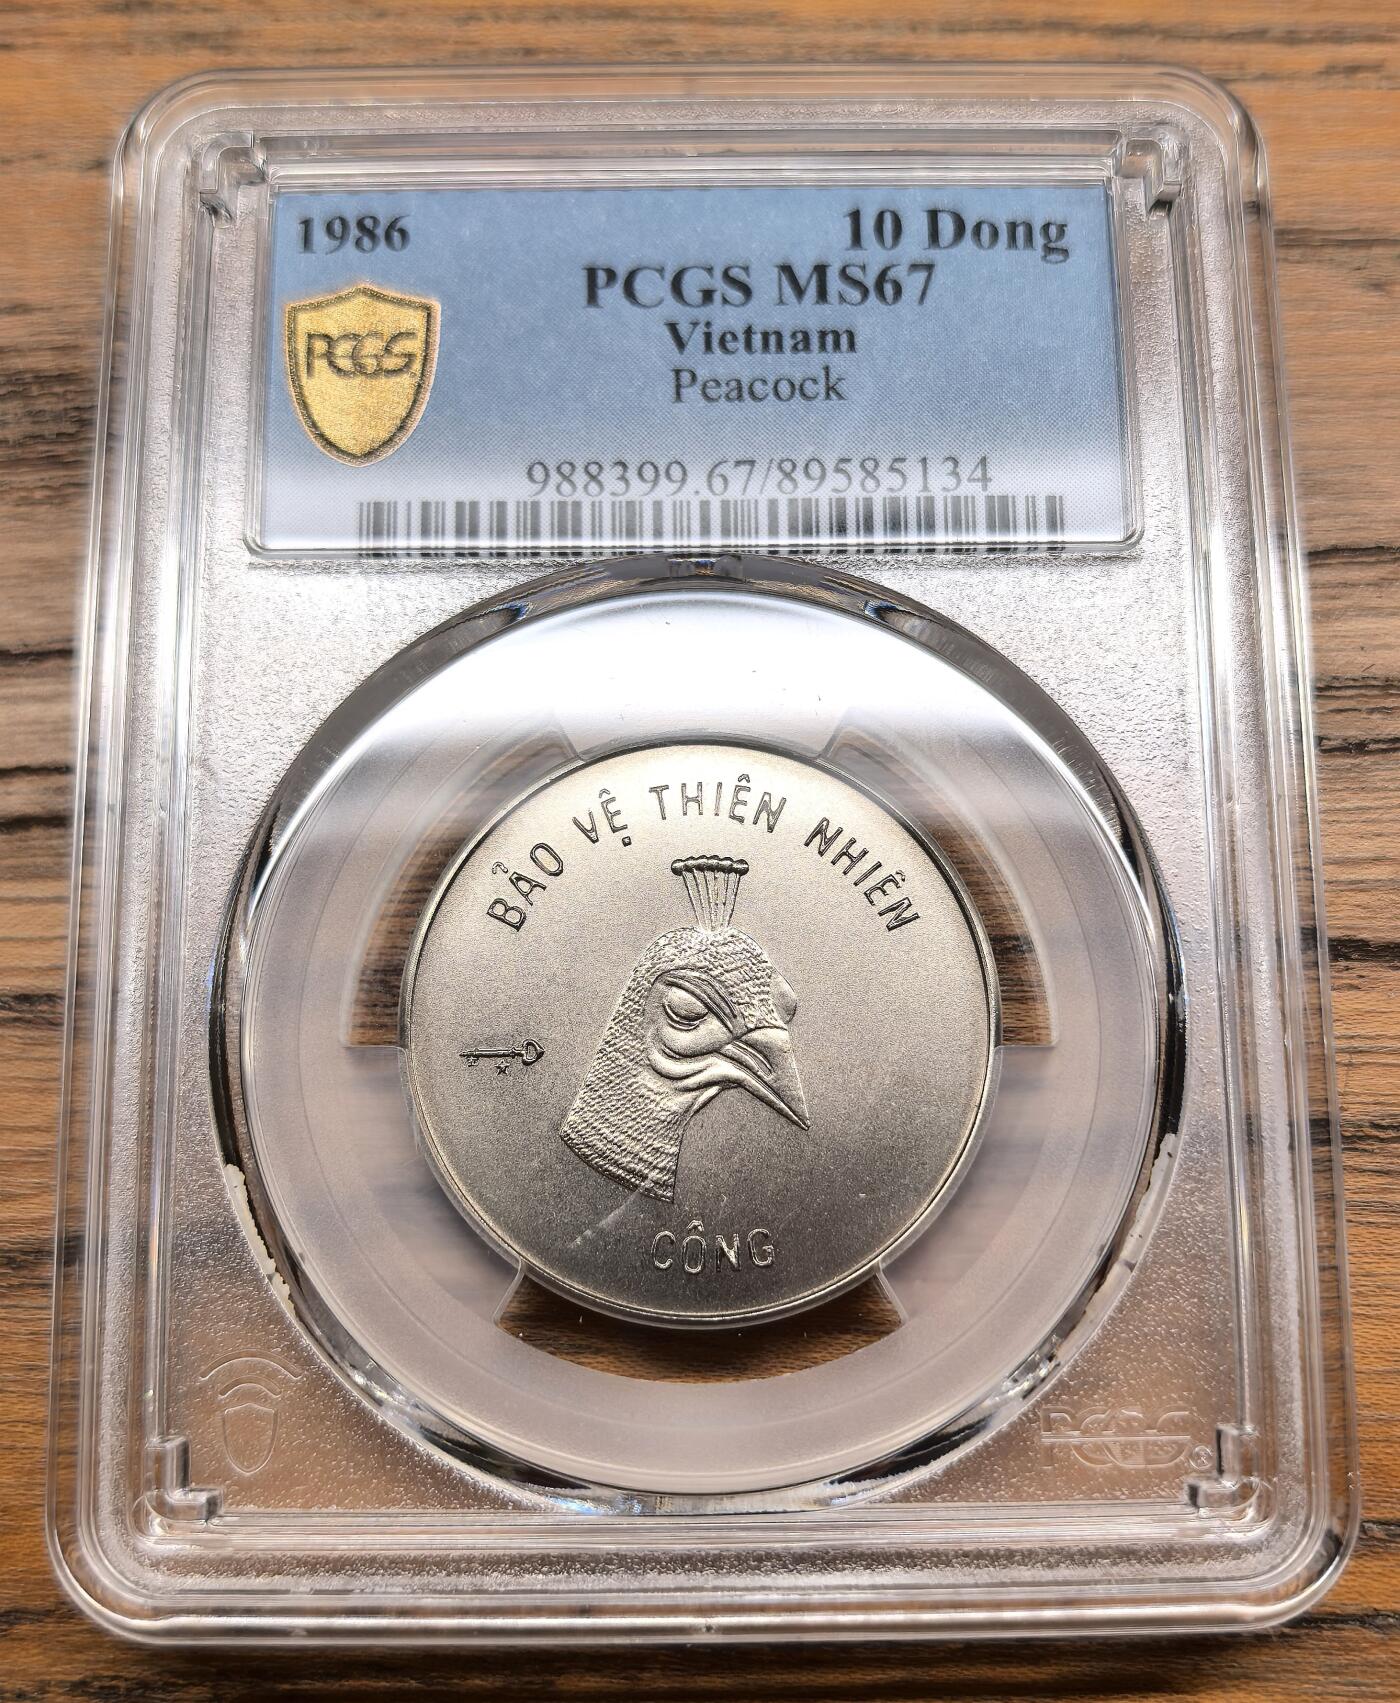 1986
10 Dong
PCGS MS67
Vietnam
Peacock
PCGS
988399.67/89585134
BẢO VỆ THIÊN NHIÊN
CÔNG
PCGS ®